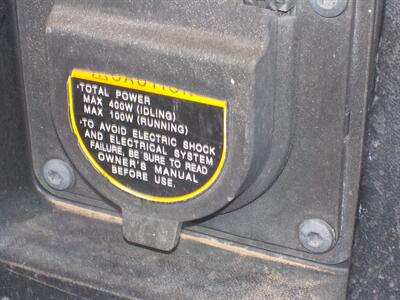 ⚠CAUTION
·TOTAL POWER
MAX 400W (IDLING)
MAX 100W (RUNNING)
·TO AVOID ELECTRIC SHOCK
AND ELECTRICAL SYSTEM
FAILURE, BE SURE TO READ
OWNER'S MANUAL
BEFORE USE.